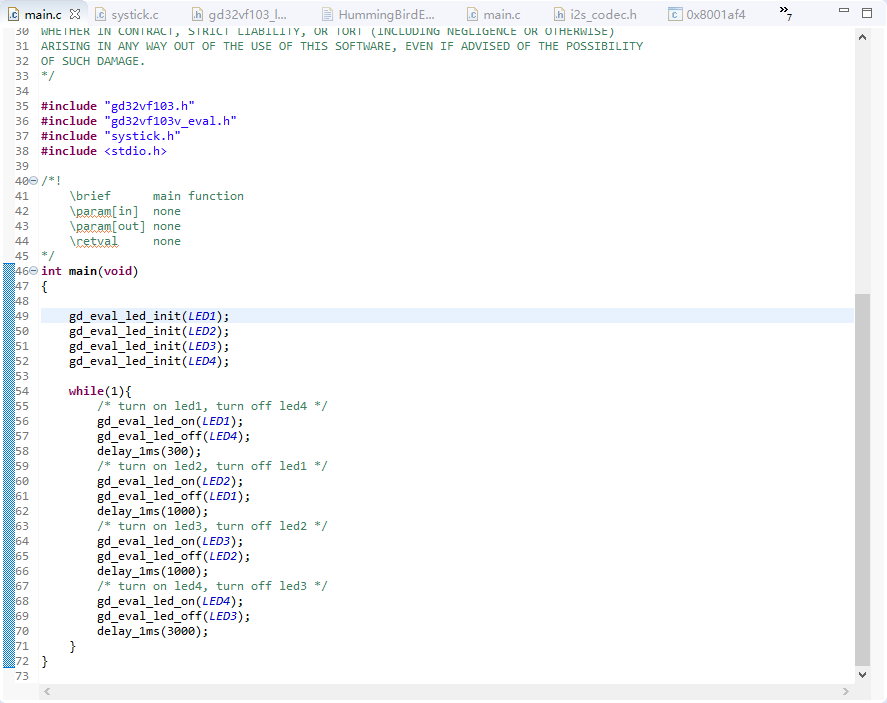 main.c systick.c gd32vf103_l... HummingBirdE... main.c i2s_codec.h 0x8001af4 »7
30 WHETHER IN CONTRACT, STRICT LIABILITY, OR TORT (INCLUDING NEGLIGENCE OR OTHERWISE)
31 ARISING IN ANY WAY OUT OF THE USE OF THIS SOFTWARE, EVEN IF ADVISED OF THE POSSIBILITY
32 OF SUCH DAMAGE.
33 */
34
35 #include "gd32vf103.h"
36 #include "gd32vf103v_eval.h"
37 #include "systick.h"
38 #include <stdio.h>
39
40 /*!
41     \brief      main function
42     \param[in]  none
43     \param[out] none
44     \retval     none
45 */
46 int main(void)
47 {
48
49     gd_eval_led_init(LED1);
50     gd_eval_led_init(LED2);
51     gd_eval_led_init(LED3);
52     gd_eval_led_init(LED4);
53
54     while(1){
55         /* turn on led1, turn off led4 */
56         gd_eval_led_on(LED1);
57         gd_eval_led_off(LED4);
58         delay_1ms(300);
59         /* turn on led2, turn off led1 */
60         gd_eval_led_on(LED2);
61         gd_eval_led_off(LED1);
62         delay_1ms(1000);
63         /* turn on led3, turn off led2 */
64         gd_eval_led_on(LED3);
65         gd_eval_led_off(LED2);
66         delay_1ms(1000);
67         /* turn on led4, turn off led3 */
68         gd_eval_led_on(LED4);
69         gd_eval_led_off(LED3);
70         delay_1ms(3000);
71     }
72 }
73